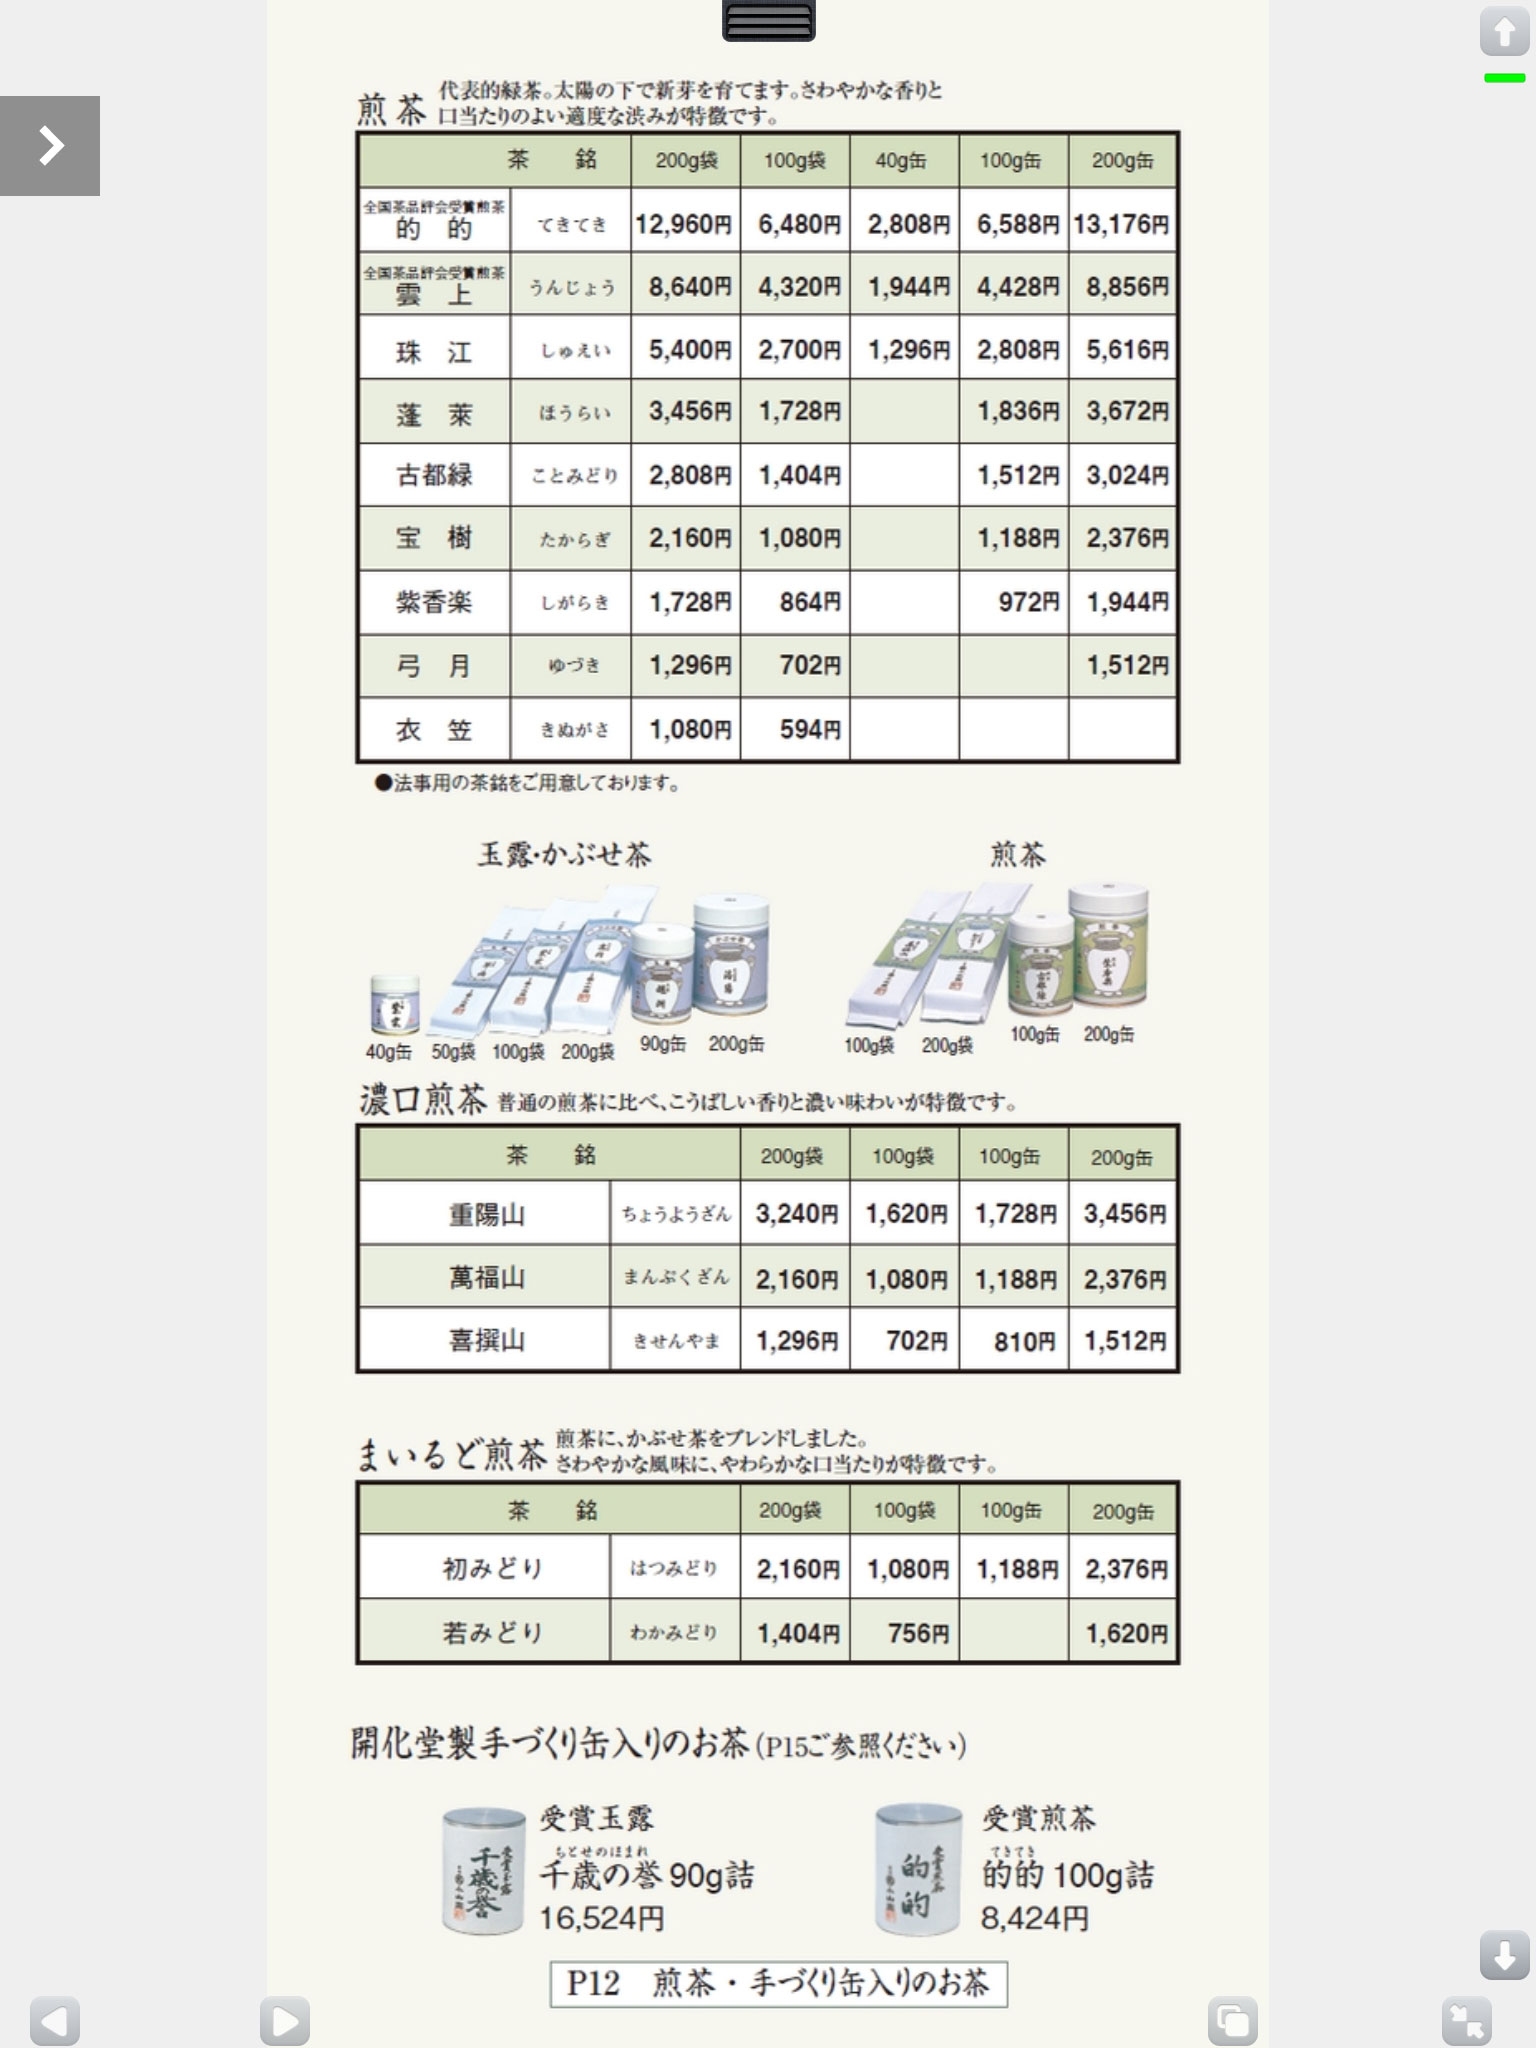 煎茶
代表的緑茶。太陽の下で新芽を育てます。さわやかな香りと
口当たりのよい適度な渋みが特徴です。
茶　銘 200g袋 100g袋 40g缶 100g缶 200g缶
全国茶品評会受賞煎茶
的　的 てきてき 12,960円 6,480円 2,808円 6,588円 13,176円
全国茶品評会受賞煎茶
雲　上 うんじょう 8,640円 4,320円 1,944円 4,428円 8,856円
珠　江 しゅえい 5,400円 2,700円 1,296円 2,808円 5,616円
蓬　萊 ほうらい 3,456円 1,728円 1,836円 3,672円
古都緑 ことみどり 2,808円 1,404円 1,512円 3,024円
宝　樹 たからぎ 2,160円 1,080円 1,188円 2,376円
紫香楽 しがらき 1,728円 864円 972円 1,944円
弓　月 ゆづき 1,296円 702円 1,512円
衣　笠 きぬがさ 1,080円 594円
●法事用の茶銘をご用意しております。
玉露・かぶせ茶
煎茶
40g缶 50g袋 100g袋 200g袋 90g缶 200g缶
100g袋 200g袋 100g缶 200g缶
濃口煎茶 普通の煎茶に比べ、こうばしい香りと濃い味わいが特徴です。
茶　銘 200g袋 100g袋 100g缶 200g缶
重陽山 ちょうようざん 3,240円 1,620円 1,728円 3,456円
萬福山 まんぷくざん 2,160円 1,080円 1,188円 2,376円
喜撰山 きせんやま 1,296円 702円 810円 1,512円
まいるど煎茶
煎茶に、かぶせ茶をブレンドしました。
さわやかな風味に、やわらかな口当たりが特徴です。
茶　銘 200g袋 100g袋 100g缶 200g缶
初みどり はつみどり 2,160円 1,080円 1,188円 2,376円
若みどり わかみどり 1,404円 756円 1,620円
開化堂製手づくり缶入りのお茶(P15ご参照ください)
受賞玉露
ちとせのほまれ
千歳の誉 90g詰
16,524円
受賞玉露
千歳の誉
受賞煎茶
てきてき
的的 100g詰
8,424円
受賞煎茶
的的
P12　煎茶・手づくり缶入りのお茶